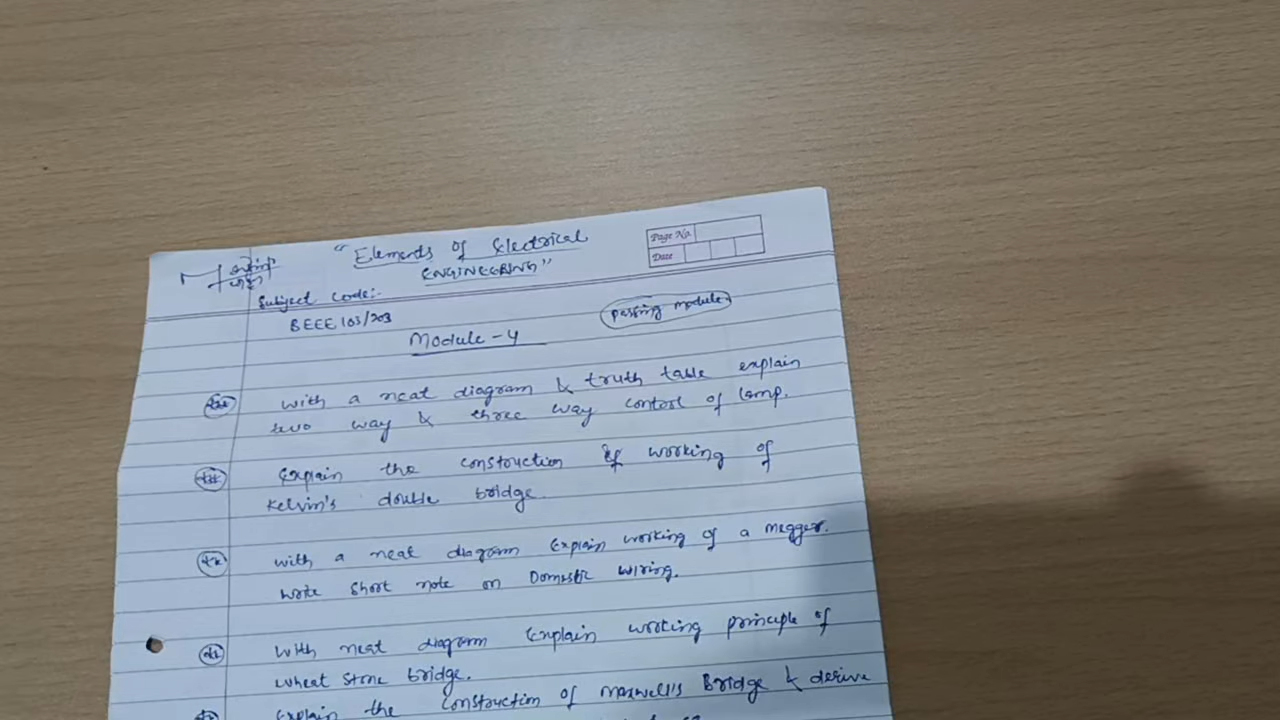 "Elements of Electrical
ENGINEERING"
Page No.
Date
Subject Code:-
BEEE103/203
passing module
Module - 4
with a neat diagram & truth table explain
two way & three way control of lamp.
Explain the construction & working of
Kelvin's double bridge.
with a neat diagram Explain working of a megger.
write short note on Domestic wiring.
With neat diagram Explain working principle of
wheat stone bridge.
Explain the construction of Maxwell's Bridge & derive